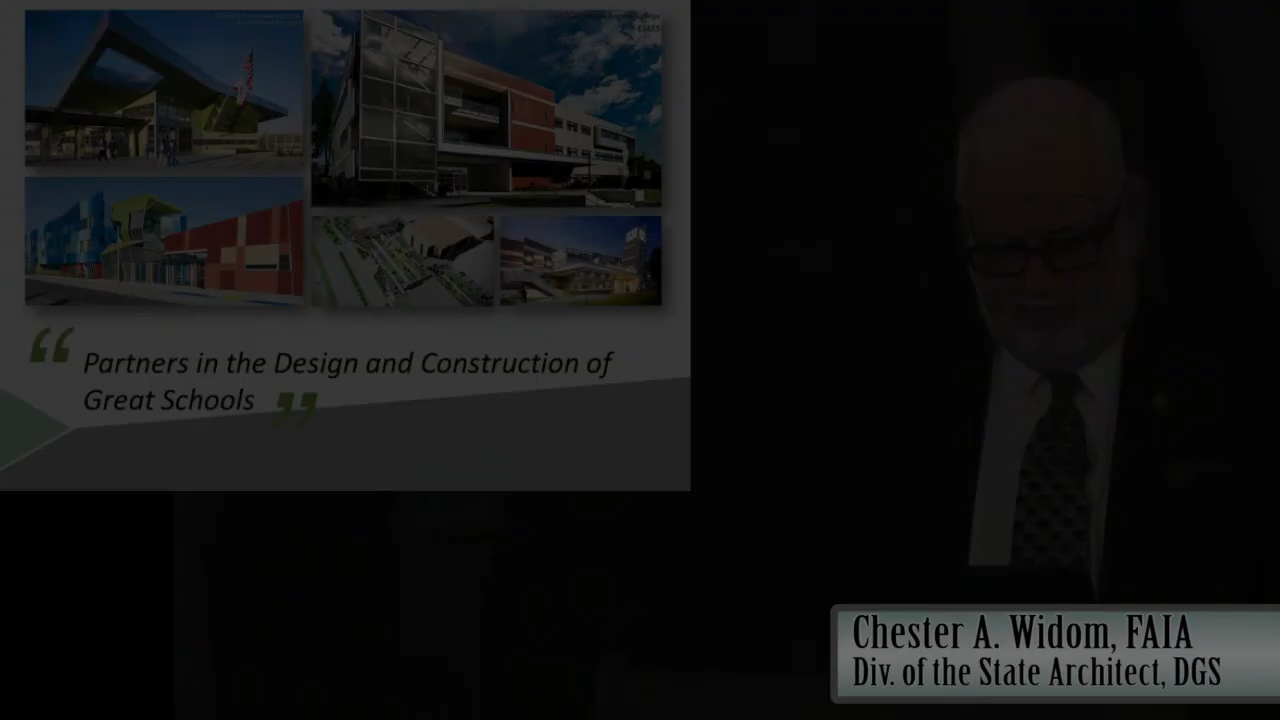 “ Partners in the Design and Construction of
Great Schools ”
Chester A. Widom, FAIA
Div. of the State Architect, DGS